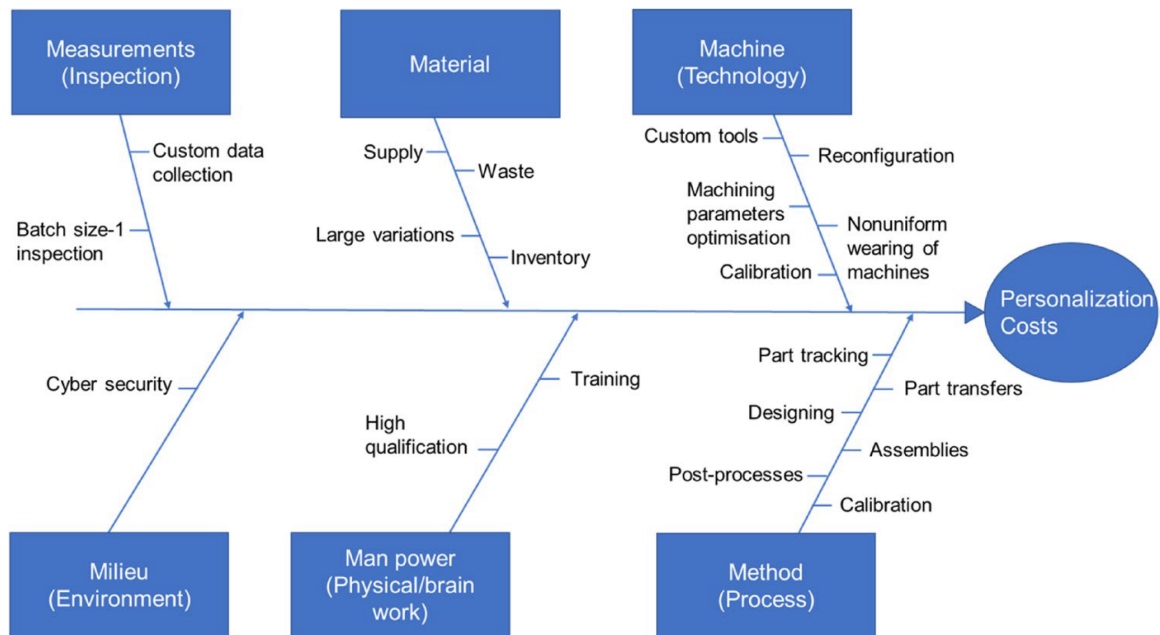 Measurements
(Inspection)
Material
Machine
(Technology)
Custom data
collection
Batch size-1
inspection
Supply
Waste
Large variations
Inventory
Custom tools
Reconfiguration
Machining
parameters
optimisation
Nonuniform
wearing of
machines
Calibration
Personalization
Costs
Cyber security
Training
High
qualification
Part tracking
Part transfers
Designing
Assemblies
Post-processes
Calibration
Milieu
(Environment)
Man power
(Physical/brain
work)
Method
(Process)